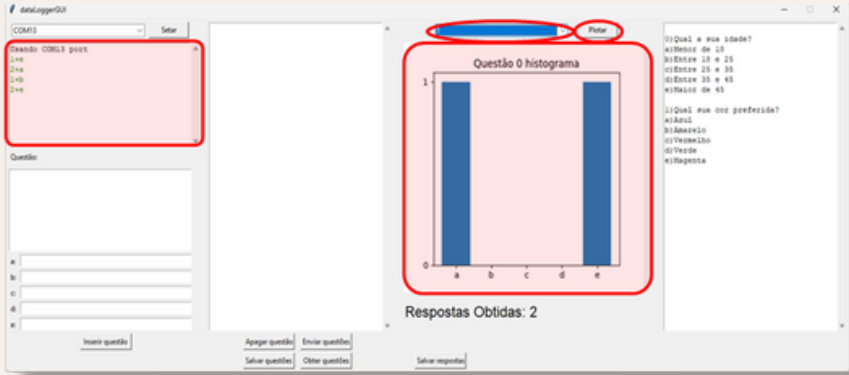 dataLoggerGUI
COM13
Setar
Usando COM13 port
1+e
2+a
1+b
2+e
Questão:
a:
b:
c:
d:
e:
Inserir questão
Apagar questão
Enviar questões
Salvar questões
Obter questões
Plotar
Questão 0 histograma
1
0
a b c d e
Respostas Obtidas: 2
Salvar respostas
0)Qual a sua idade?
a)Menor de 18
b)Entre 18 e 25
c)Entre 25 e 35
d)Entre 35 e 45
e)Maior de 45
1)Qual sua cor preferida?
a)Azul
b)Amarelo
c)Vermelho
d)Verde
e)Magenta